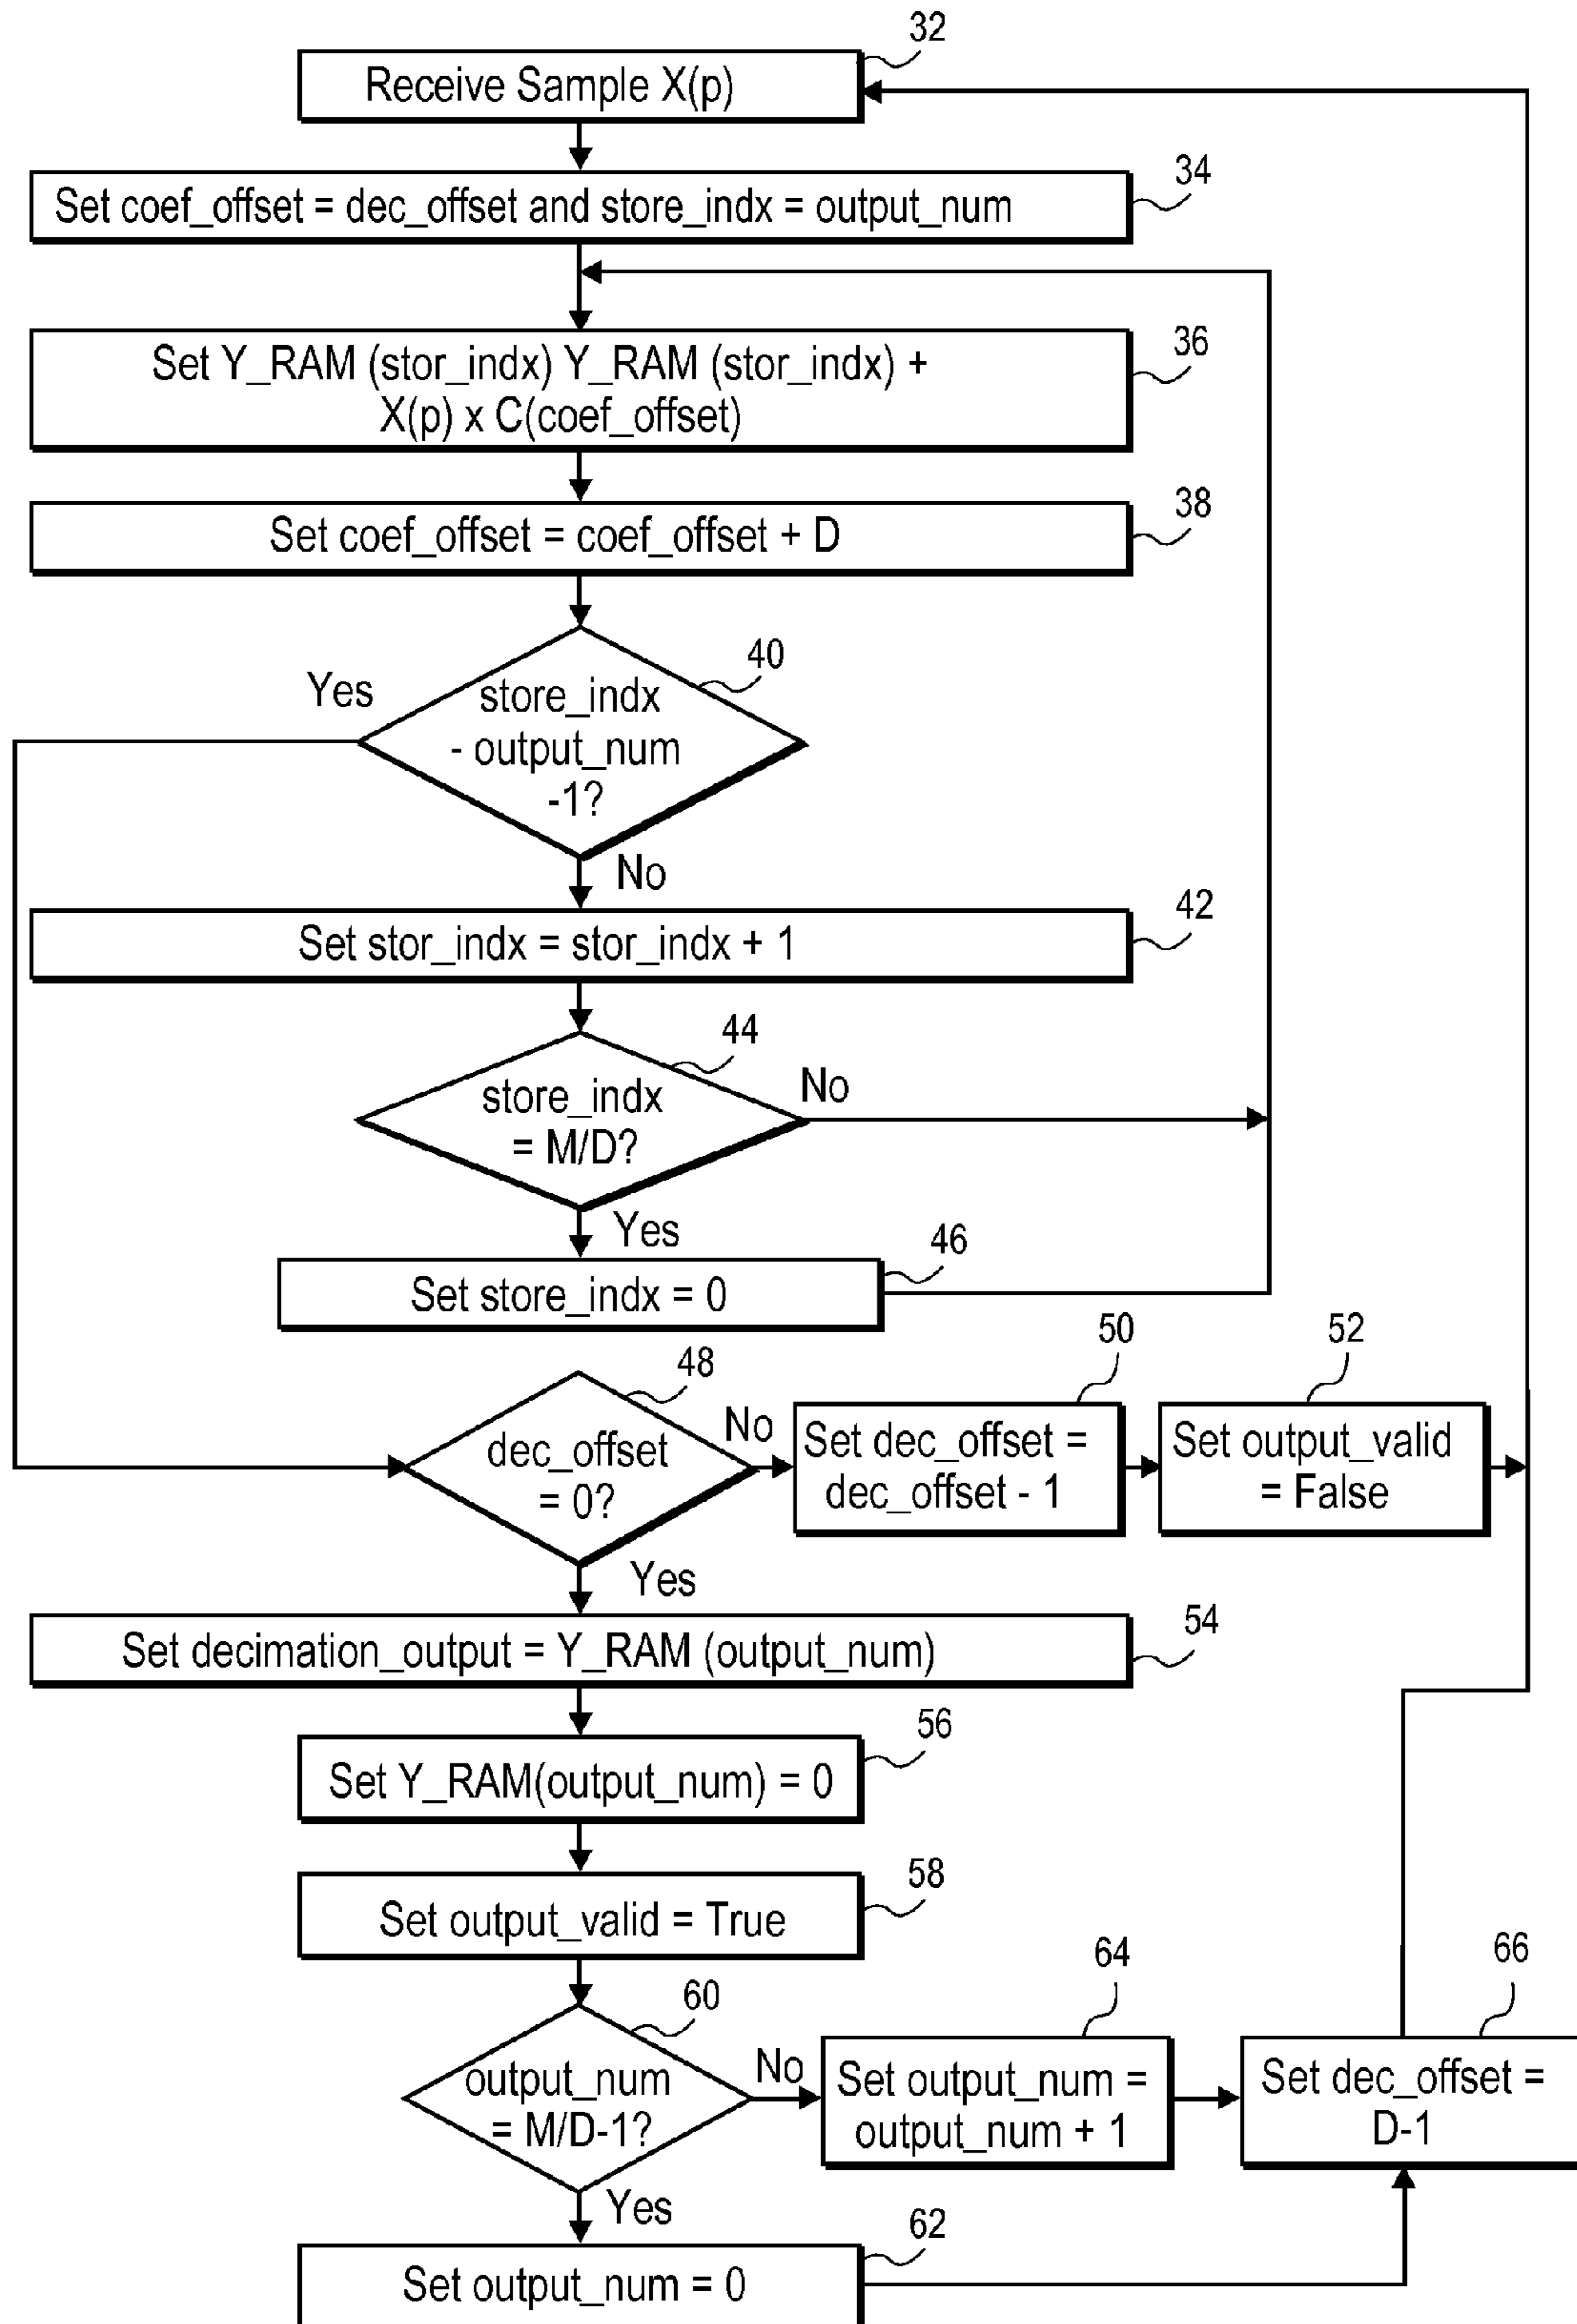 32
Receive Sample X(p)
34
Set coef_offset = dec_offset and store_indx = output_num
36
Set Y_RAM (stor_indx) Y_RAM (stor_indx) +
X(p) x C(coef_offset)
38
Set coef_offset = coef_offset + D
40
Yes
store_indx
- output_num
-1?
No
42
Set stor_indx = stor_indx + 1
44
No
store_indx
= M/D?
Yes
46
Set store_indx = 0
48
No
dec_offset
= 0?
50
Set dec_offset =
dec_offset - 1
52
Set output_valid
= False
Yes
54
Set decimation_output = Y_RAM (output_num)
56
Set Y_RAM(output_num) = 0
58
Set output_valid = True
60
No
output_num
= M/D-1?
64
Set output_num =
output_num + 1
66
Set dec_offset =
D-1
Yes
62
Set output_num = 0